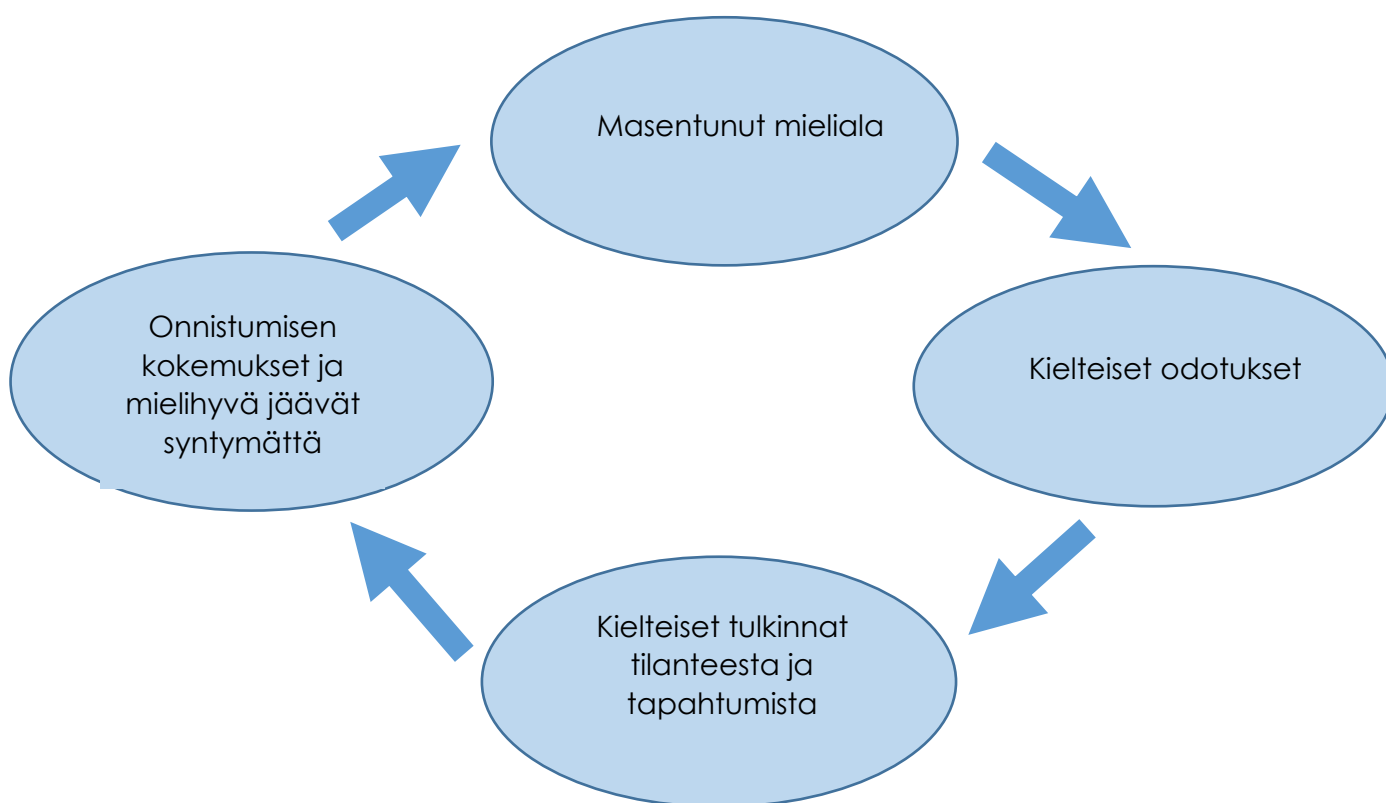 Masentunut mieliala
Kielteiset odotukset
Kielteiset tulkinnat
tilanteesta ja
tapahtumista
Onnistumisen
kokemukset ja
mielihyvä jäävät
syntymättä